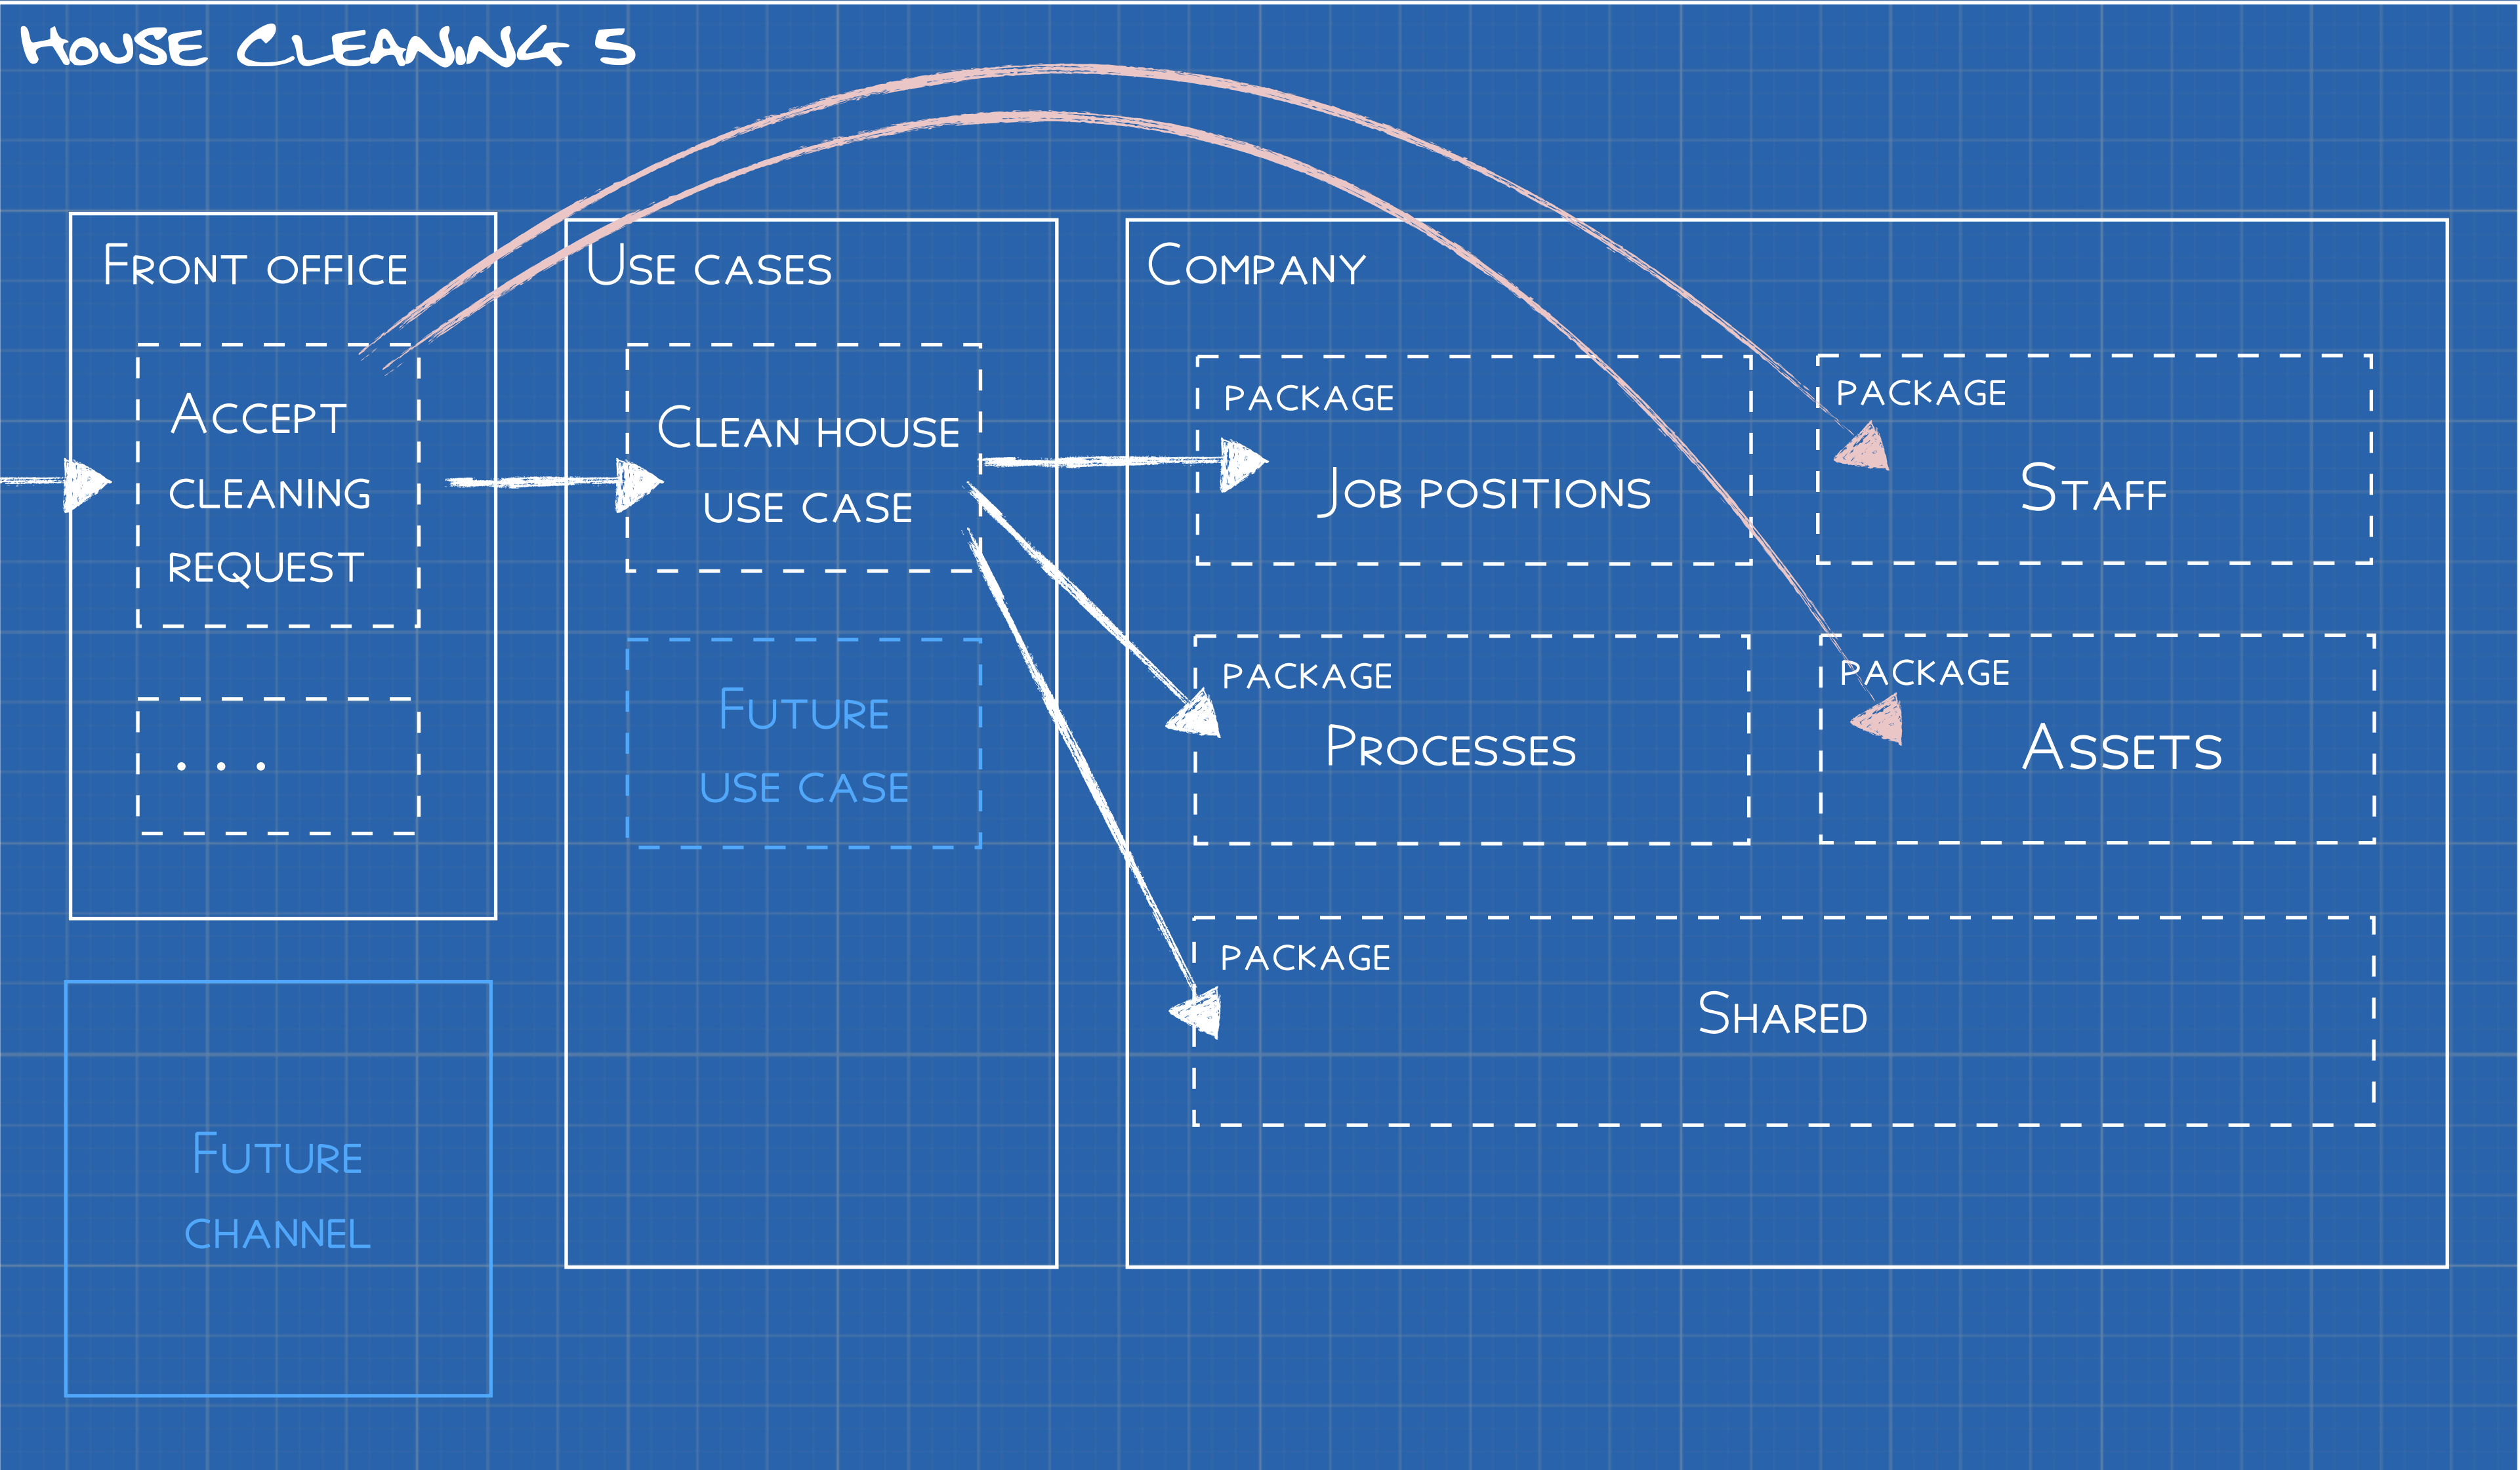 House Cleaning 5
Front office
Accept
cleaning
request
. . .
Future
channel
Use cases
Clean house
use case
Future
use case
Company
package
Job positions
package
Staff
package
Processes
package
Assets
package
Shared